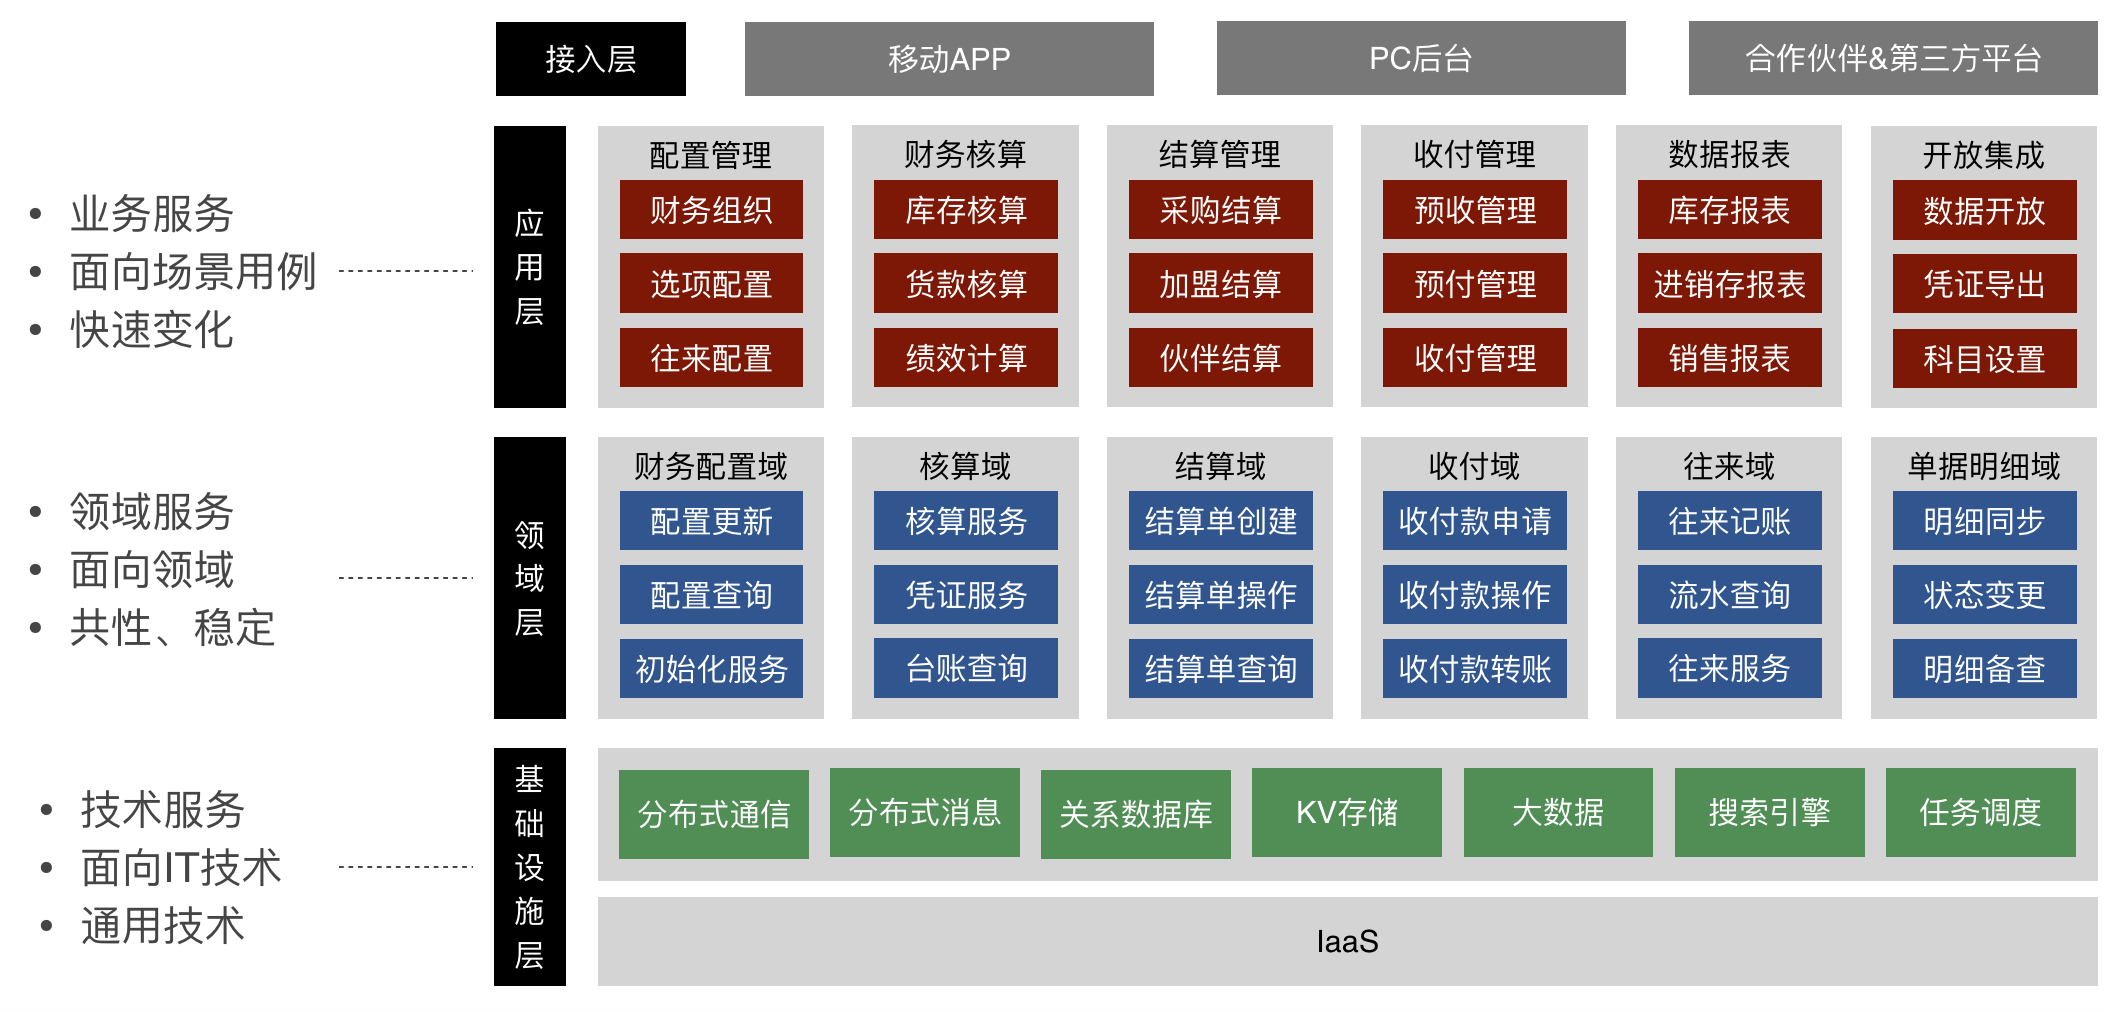 接入层
移动APP
PC后台
合作伙伴&第三方平台
• 业务服务
• 面向场景用例
• 快速变化
应用层
配置管理
财务组织
选项配置
往来配置
财务核算
库存核算
货款核算
绩效计算
结算管理
采购结算
加盟结算
伙伴结算
收付管理
预收管理
预付管理
收付管理
数据报表
库存报表
进销存报表
销售报表
开放集成
数据开放
凭证导出
科目设置
• 领域服务
• 面向领域
• 共性、稳定
领域层
财务配置域
配置更新
配置查询
初始化服务
核算域
核算服务
凭证服务
台账查询
结算域
结算单创建
结算单操作
结算单查询
收付域
收付款申请
收付款操作
收付款转账
往来域
往来记账
流水查询
往来服务
单据明细域
明细同步
状态变更
明细备查
• 技术服务
• 面向IT技术
• 通用技术
基础设施层
分布式通信
分布式消息
关系数据库
KV存储
大数据
搜索引擎
任务调度
IaaS